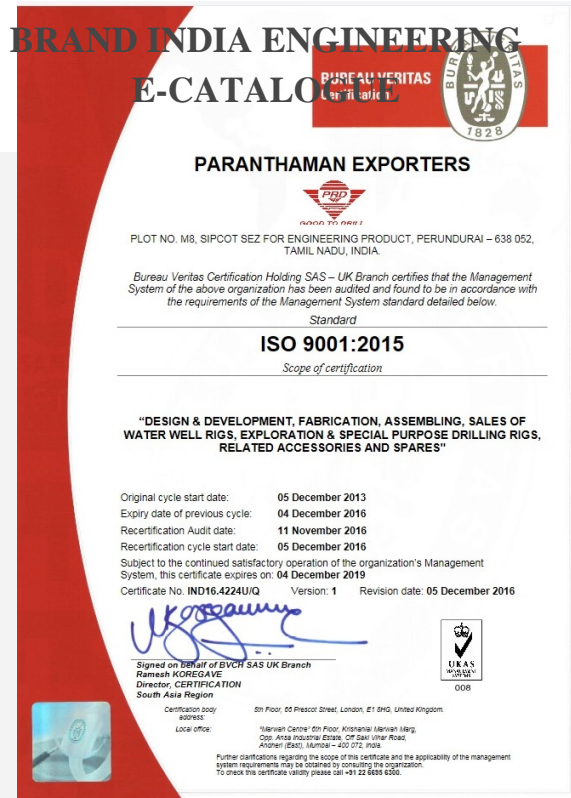 BRAND INDIA ENGINEERING
E-CATALOGUE
BUREAU VERITAS
Certification
BUREAU VERITAS
1828
PARANTHAMAN EXPORTERS
PRD
GOOD TO DRILL
PLOT NO. M8, SIPCOT SEZ FOR ENGINEERING PRODUCT, PERUNDURAI – 638 052,
TAMIL NADU, INDIA.
Bureau Veritas Certification Holding SAS – UK Branch certifies that the Management
System of the above organization has been audited and found to be in accordance with
the requirements of the Management System standard detailed below.
Standard
ISO 9001:2015
Scope of certification
“DESIGN & DEVELOPMENT, FABRICATION, ASSEMBLING, SALES OF
WATER WELL RIGS, EXPLORATION & SPECIAL PURPOSE DRILLING RIGS,
RELATED ACCESSORIES AND SPARES”
Original cycle start date: 05 December 2013
Expiry date of previous cycle: 04 December 2016
Recertification Audit date: 11 November 2016
Recertification cycle start date: 05 December 2016
Subject to the continued satisfactory operation of the organization's Management
System, this certificate expires on: 04 December 2019
Certificate No. IND16.4224U/Q Version: 1 Revision date: 05 December 2016
Signed on behalf of BVCH SAS UK Branch
Ramesh KOREGAVE
Director, CERTIFICATION
South Asia Region
UKAS
MANAGEMENT
SYSTEMS
008
Certification body
address: 5th Floor, 66 Prescot Street, London, E1 8HG, United Kingdom.
Local office: "Marwah Centre" 6th Floor, Krishanlal Marwah Marg,
Opp. Ansa Industrial Estate, Off Saki Vihar Road,
Andheri (East), Mumbai – 400 072, India.
Further clarifications regarding the scope of this certificate and the applicability of the management
system requirements may be obtained by consulting the organization.
To check this certificate validity please call +91 22 6695 6300.